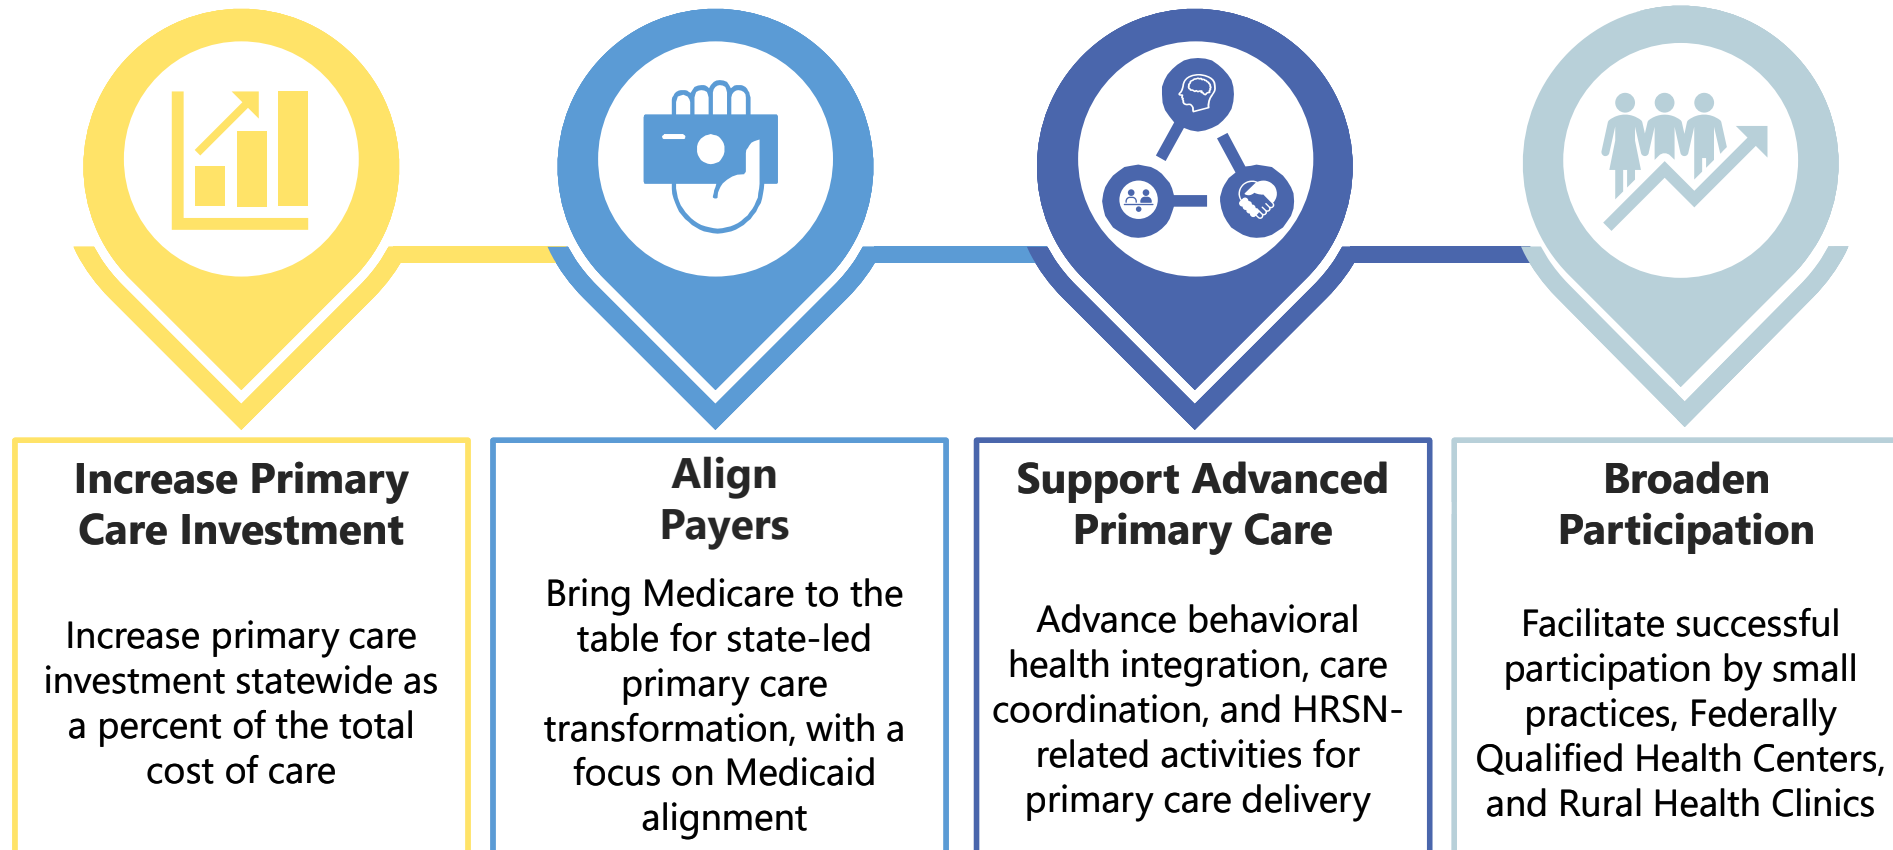 Increase Primary
Care Investment
Increase primary care
investment statewide as
a percent of the total
cost of care
Align
Payers
Bring Medicare to the
table for state-led
primary care
transformation, with a
focus on Medicaid
alignment
Support Advanced
Primary Care
Advance behavioral
health integration, care
coordination, and HRSN-
related activities for
primary care delivery
Broaden
Participation
Facilitate successful
participation by small
practices, Federally
Qualified Health Centers,
and Rural Health Clinics